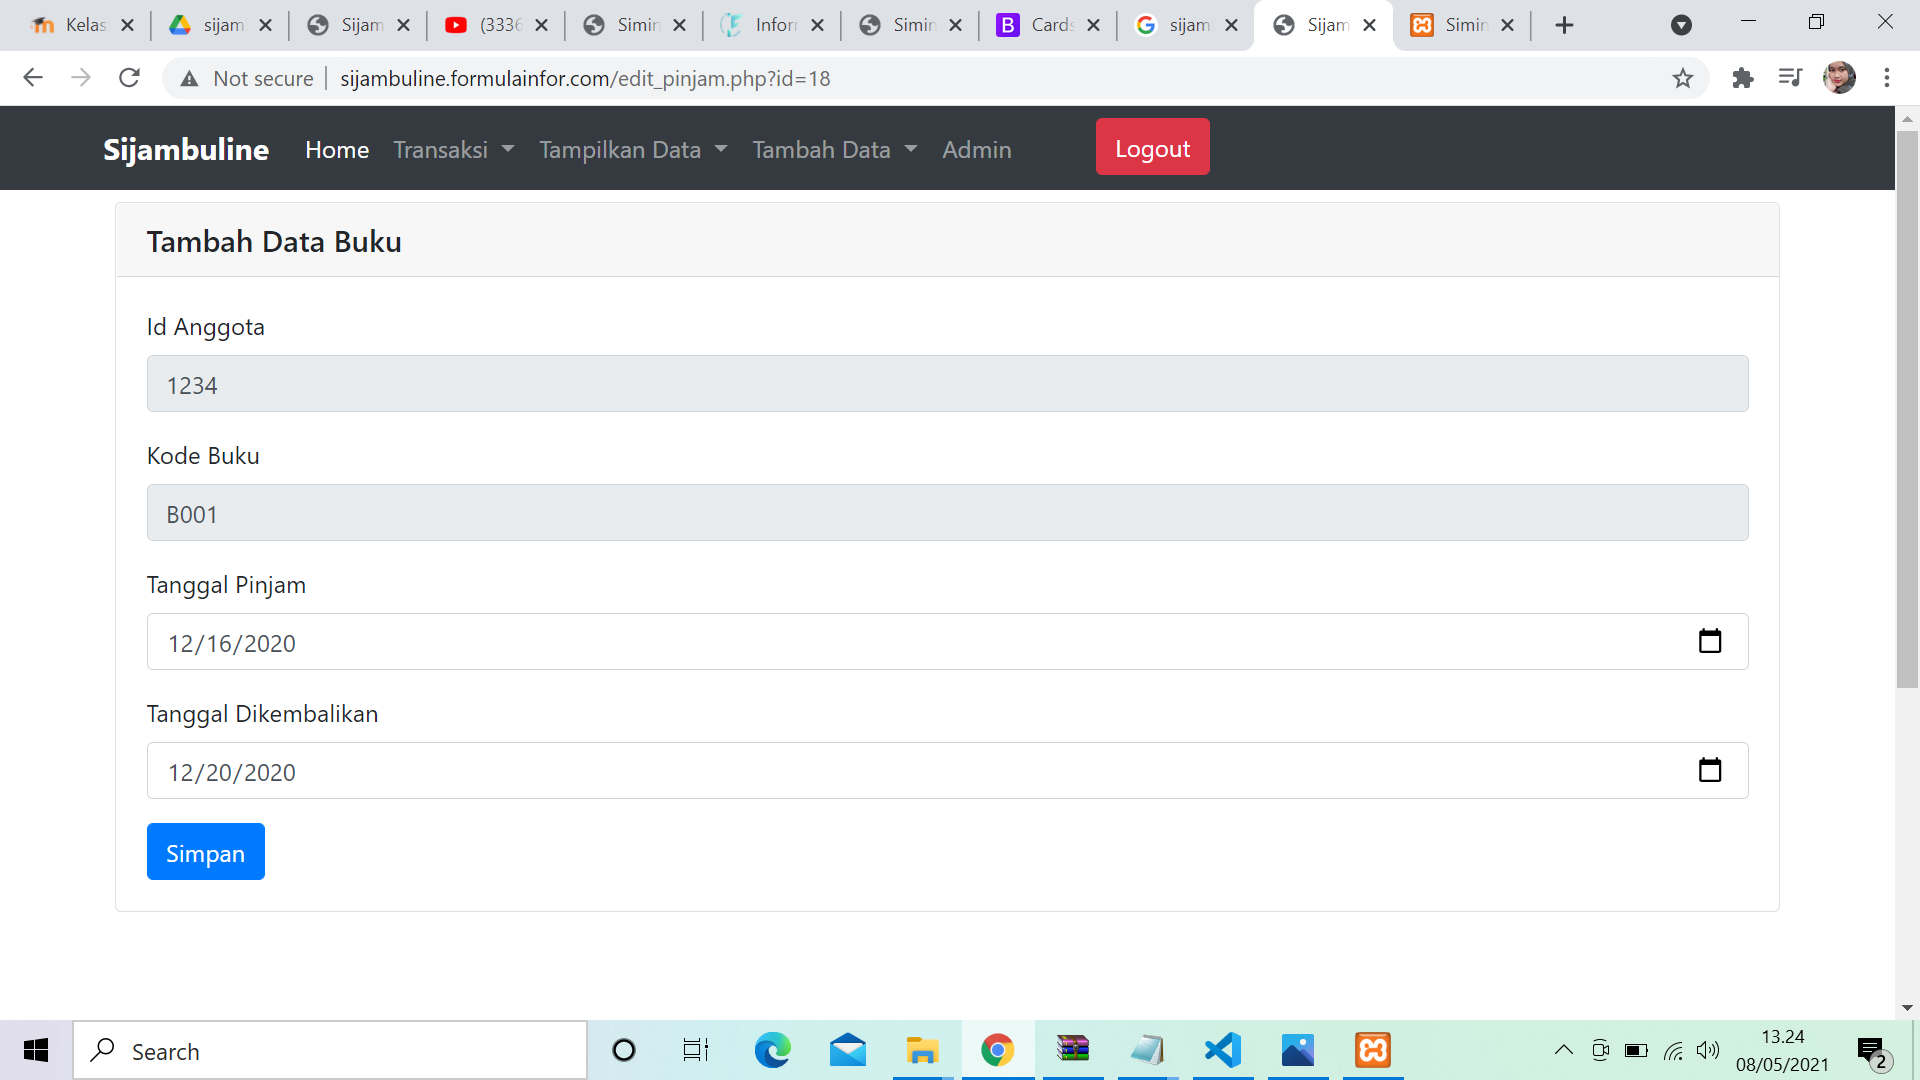 Kelas
sijam
Sijam
(3336
Simin
Infor
Simin
B
Cards
sijam
Sijam
Simin
Not secure
sijambuline.formulainfor.com/edit_pinjam.php?id=18
Sijambuline Home Transaksi Tampilkan Data Tambah Data Admin Logout
Tambah Data Buku
Id Anggota
1234
Kode Buku
B001
Tanggal Pinjam
12/16/2020
Tanggal Dikembalikan
12/20/2020
Simpan
Search
13.24
08/05/2021
2